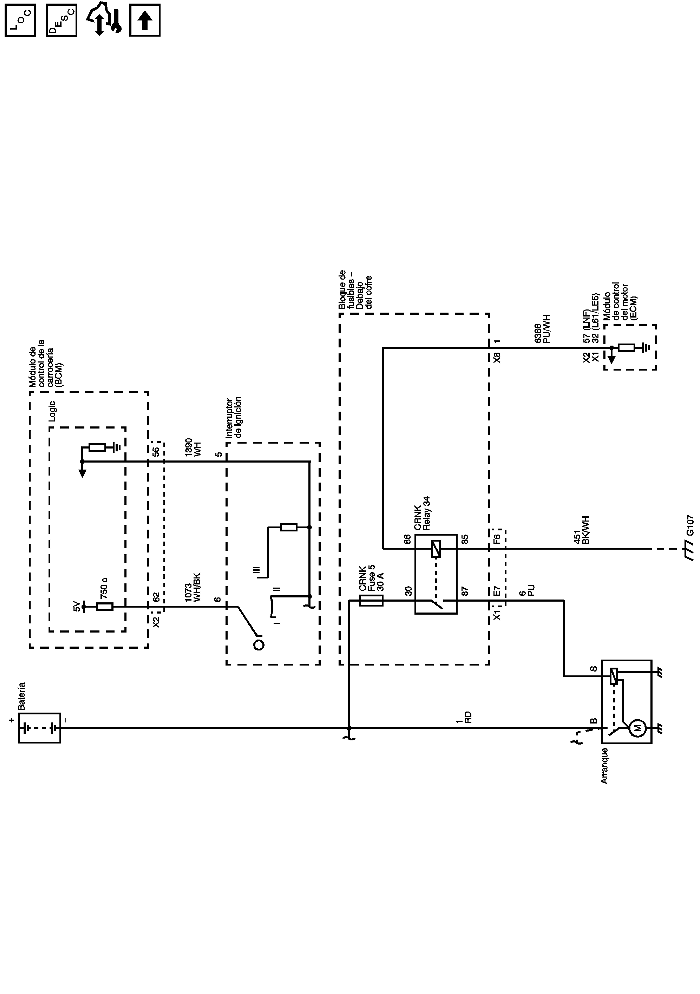 LOC
DESC
Batería
+
–
Módulo de
control de la
carrocería
(BCM)
Logic
5V
750 Ω
62
X2
56
1073
WH/BK
1390
WH
Interruptor
de ignición
6
5
I
II
III
Bloque de
fusibles –
Debajo
del cofre
CRNK
Fuse 5
30 A
CRNK
Relay 34
30
86
87
85
E7
F6
X1
X8
1
6
PU
451
BK/WH
6388
PU/WH
57 (LNF)
32 (L61/LE5)
X2
X1
Módulo
de control
del motor
(ECM)
G107
1
RD
B
S
M
Arranque